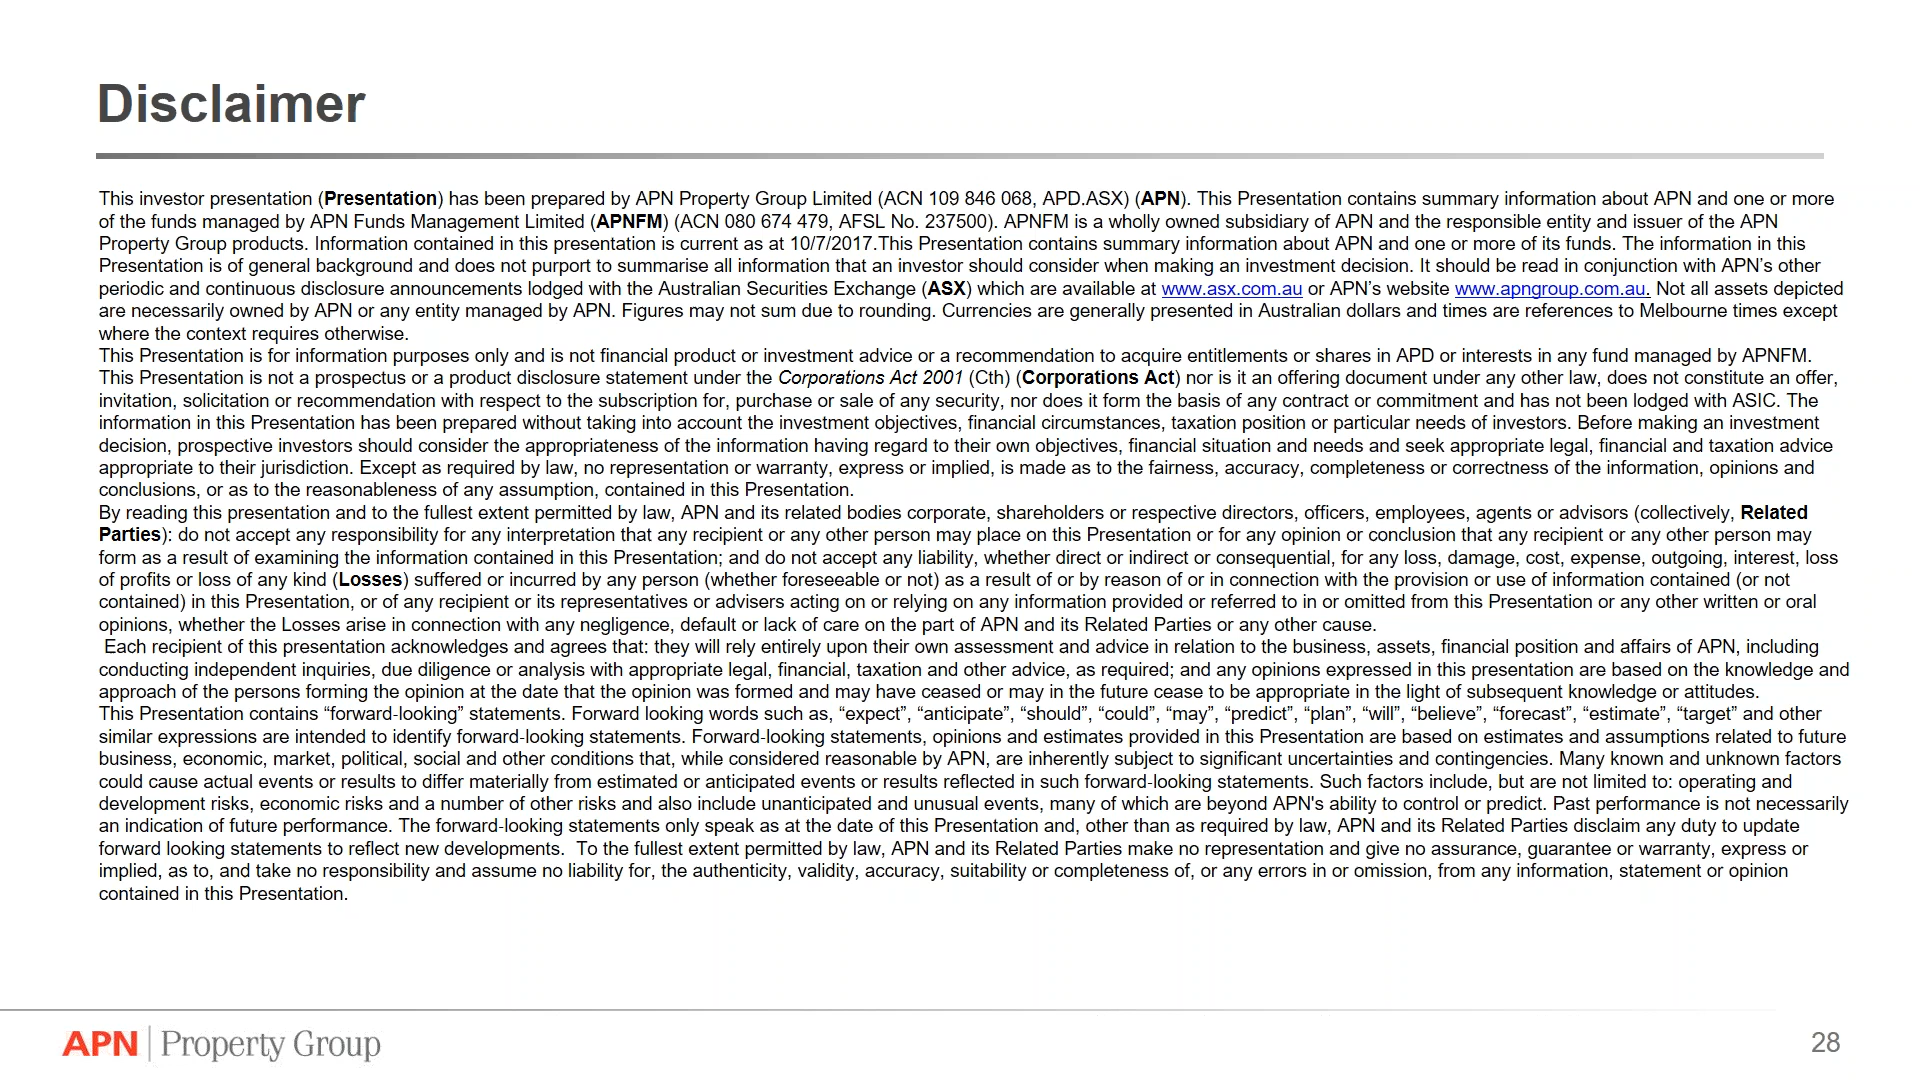 Disclaimer
This investor presentation (Presentation) has been prepared by APN Property Group Limited (ACN 109 846 068, APD.ASX) (APN). This Presentation contains summary information about APN and one or more
of the funds managed by APN Funds Management Limited (APNFM) (ACN 080 674 479, AFSL No. 237500). APNFM is a wholly owned subsidiary of APN and the responsible entity and issuer of the APN
Property Group products. Information contained in this presentation is current as at 10/7/2017.This Presentation contains summary information about APN and one or more of its funds. The information in this
Presentation is of general background and does not purport to summarise all information that an investor should consider when making an investment decision. It should be read in conjunction with APN’s other
periodic and continuous disclosure announcements lodged with the Australian Securities Exchange (ASX) which are available at www.asx.com.au or APN’s website www.apngroup.com.au. Not all assets depicted
are necessarily owned by APN or any entity managed by APN. Figures may not sum due to rounding. Currencies are generally presented in Australian dollars and times are references to Melbourne times except
where the context requires otherwise.
This Presentation is for information purposes only and is not financial product or investment advice or a recommendation to acquire entitlements or shares in APD or interests in any fund managed by APNFM.
This Presentation is not a prospectus or a product disclosure statement under the Corporations Act 2001 (Cth) (Corporations Act) nor is it an offering document under any other law, does not constitute an offer,
invitation, solicitation or recommendation with respect to the subscription for, purchase or sale of any security, nor does it form the basis of any contract or commitment and has not been lodged with ASIC. The
information in this Presentation has been prepared without taking into account the investment objectives, financial circumstances, taxation position or particular needs of investors. Before making an investment
decision, prospective investors should consider the appropriateness of the information having regard to their own objectives, financial situation and needs and seek appropriate legal, financial and taxation advice
appropriate to their jurisdiction. Except as required by law, no representation or warranty, express or implied, is made as to the fairness, accuracy, completeness or correctness of the information, opinions and
conclusions, or as to the reasonableness of any assumption, contained in this Presentation.
By reading this presentation and to the fullest extent permitted by law, APN and its related bodies corporate, shareholders or respective directors, officers, employees, agents or advisors (collectively, Related
Parties): do not accept any responsibility for any interpretation that any recipient or any other person may place on this Presentation or for any opinion or conclusion that any recipient or any other person may
form as a result of examining the information contained in this Presentation; and do not accept any liability, whether direct or indirect or consequential, for any loss, damage, cost, expense, outgoing, interest, loss
of profits or loss of any kind (Losses) suffered or incurred by any person (whether foreseeable or not) as a result of or by reason of or in connection with the provision or use of information contained (or not
contained) in this Presentation, or of any recipient or its representatives or advisers acting on or relying on any information provided or referred to in or omitted from this Presentation or any other written or oral
opinions, whether the Losses arise in connection with any negligence, default or lack of care on the part of APN and its Related Parties or any other cause.
Each recipient of this presentation acknowledges and agrees that: they will rely entirely upon their own assessment and advice in relation to the business, assets, financial position and affairs of APN, including
conducting independent inquiries, due diligence or analysis with appropriate legal, financial, taxation and other advice, as required; and any opinions expressed in this presentation are based on the knowledge and
approach of the persons forming the opinion at the date that the opinion was formed and may have ceased or may in the future cease to be appropriate in the light of subsequent knowledge or attitudes.
This Presentation contains “forward-looking” statements. Forward looking words such as, “expect”, “anticipate”, “should”, “could”, “may”, “predict”, “plan”, “will”, “believe”, “forecast”, “estimate”, “target” and other
similar expressions are intended to identify forward-looking statements. Forward-looking statements, opinions and estimates provided in this Presentation are based on estimates and assumptions related to future
business, economic, market, political, social and other conditions that, while considered reasonable by APN, are inherently subject to significant uncertainties and contingencies. Many known and unknown factors
could cause actual events or results to differ materially from estimated or anticipated events or results reflected in such forward-looking statements. Such factors include, but are not limited to: operating and
development risks, economic risks and a number of other risks and also include unanticipated and unusual events, many of which are beyond APN's ability to control or predict. Past performance is not necessarily
an indication of future performance. The forward-looking statements only speak as at the date of this Presentation and, other than as required by law, APN and its Related Parties disclaim any duty to update
forward looking statements to reflect new developments.  To the fullest extent permitted by law, APN and its Related Parties make no representation and give no assurance, guarantee or warranty, express or
implied, as to, and take no responsibility and assume no liability for, the authenticity, validity, accuracy, suitability or completeness of, or any errors in or omission, from any information, statement or opinion
contained in this Presentation.
APN Property Group
28